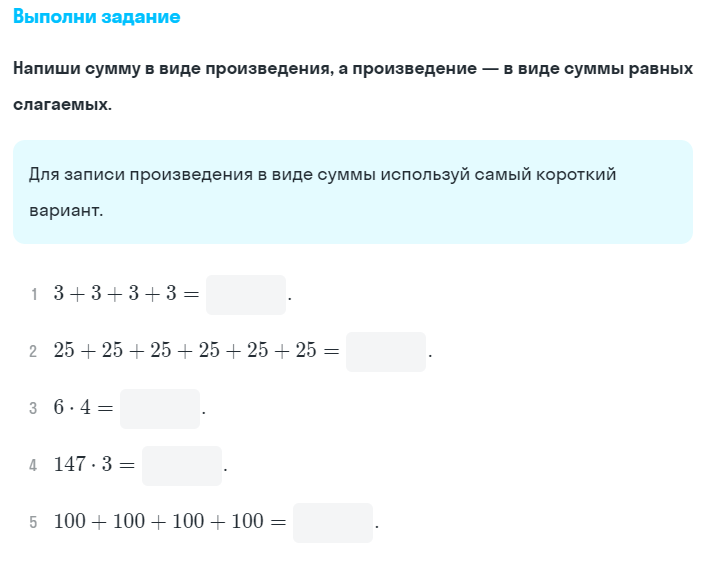 Выполни задание
Напиши сумму в виде произведения, а произведение — в виде суммы равных
слагаемых.
Для записи произведения в виде суммы используй самый короткий
вариант.
1 3 + 3 + 3 + 3 = .
2 25 + 25 + 25 + 25 + 25 + 25 = .
3 6 · 4 = .
4 147 · 3 = .
5 100 + 100 + 100 + 100 = .